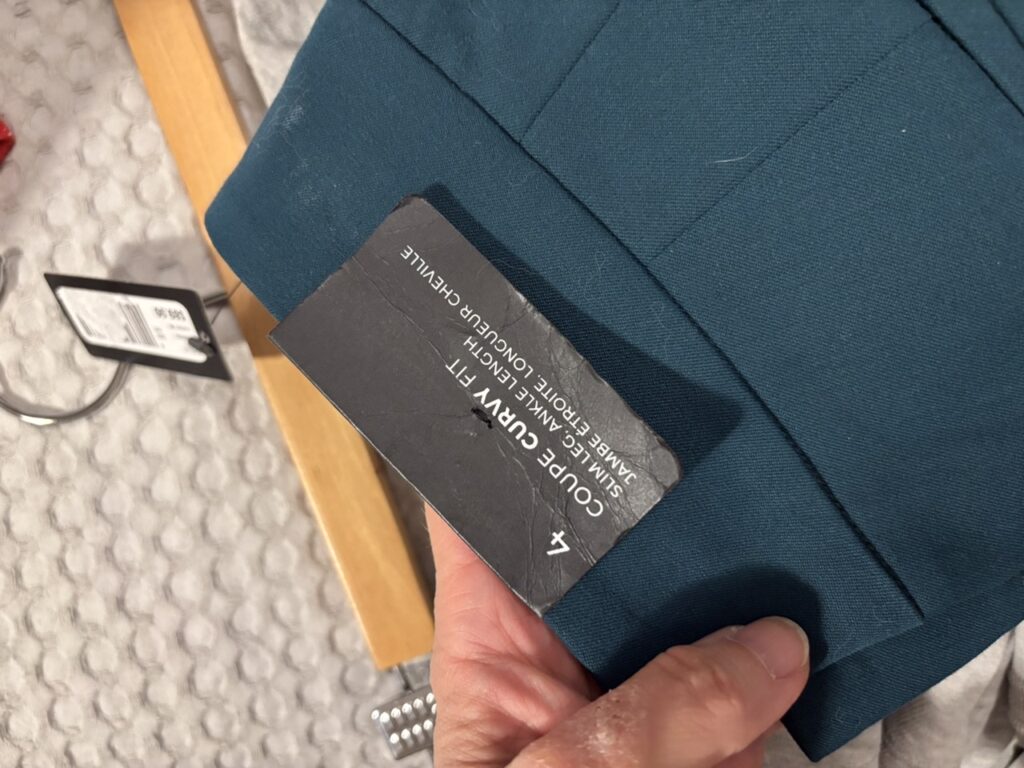 4
COUPE CURVY FIT
SLIM LEG, ANKLE LENGTH
JAMBE ÉTROITE, LONGUEUR CHEVILLE